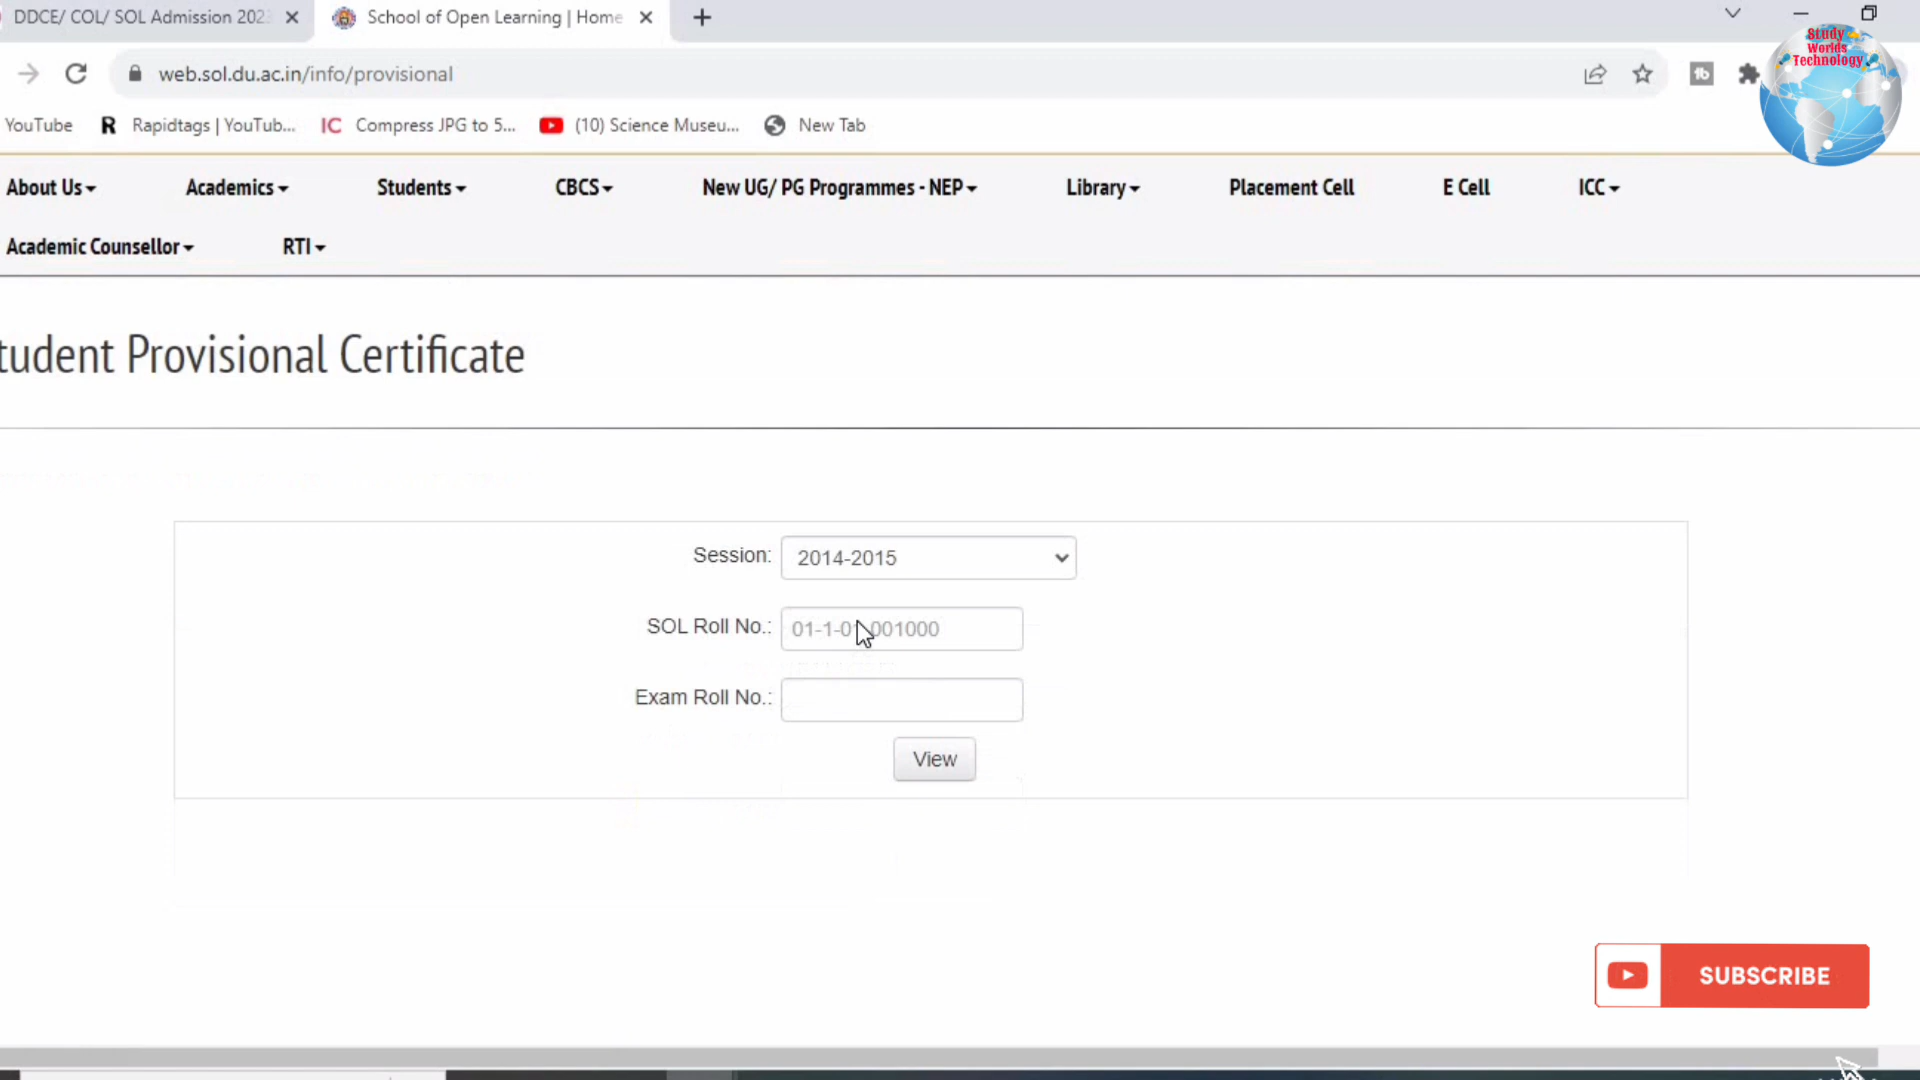 DDCE/ COL/ SOL Admission 202
School of Open Learning | Home
web.sol.du.ac.in/info/provisional
Study
Worlds
Technology
YouTube
R Rapidtags | YouTub...
IC Compress JPG to 5...
(10) Science Museu...
New Tab
About Us
Academics
Students
CBCS
New UG/ PG Programmes - NEP
Library
Placement Cell
E Cell
ICC
Academic Counsellor
RTI
tudent Provisional Certificate
Session: 2014-2015
SOL Roll No.: 01-1-01-001000
Exam Roll No.:
View
SUBSCRIBE